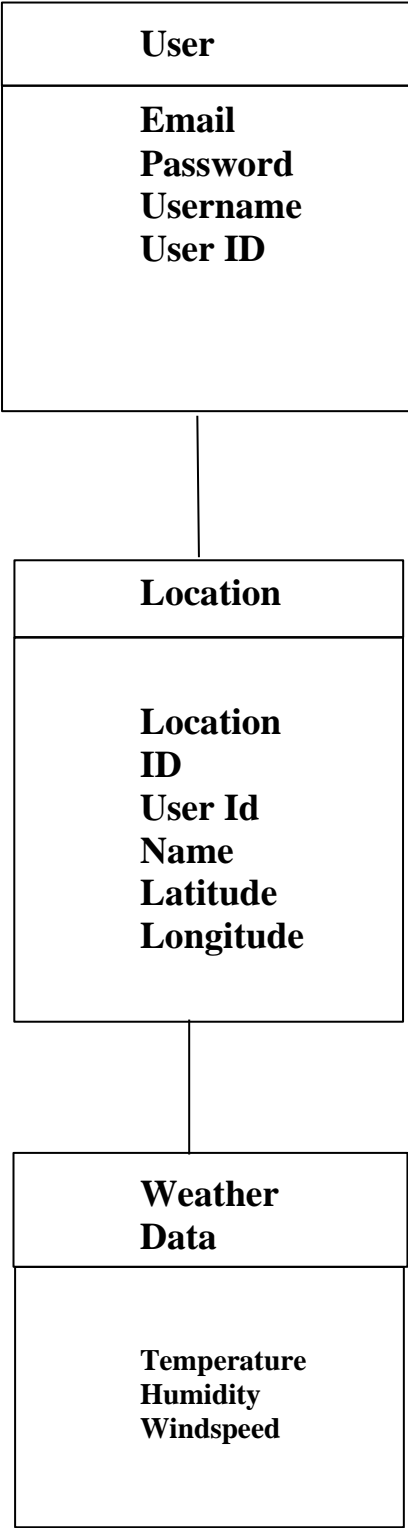 User
Email
Password
Username
User ID
Location
Location
ID
User Id
Name
Latitude
Longitude
Weather
Data
Temperature
Humidity
Windspeed